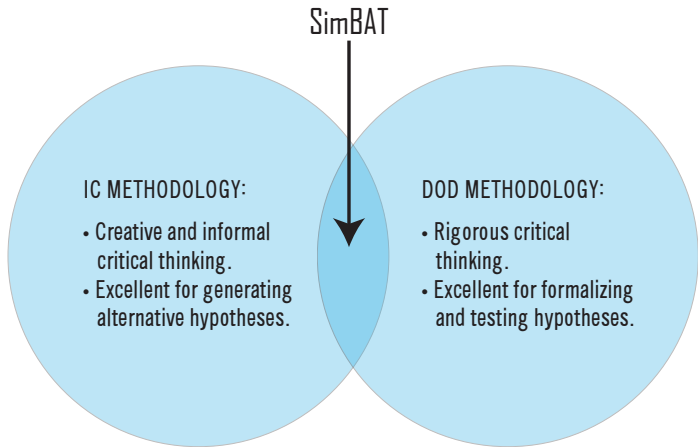 SimBAT
IC METHODOLOGY:
• Creative and informal
critical thinking.
• Excellent for generating
alternative hypotheses.
DOD METHODOLOGY:
• Rigorous critical
thinking.
• Excellent for formalizing
and testing hypotheses.